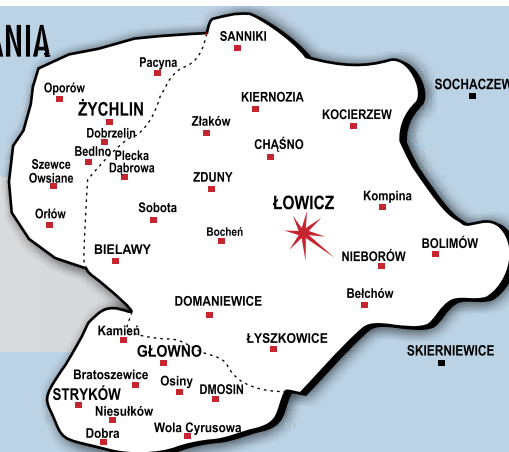 ANIA
SANNIKI
Pacyna
Oporów
SOCHACZEW
KIERNOZIA
ŻYCHLIN
KOCIERZEW
Złaków
Dobrzelin
CHĄŚNO
Bedlno
Plecka
Dąbrowa
Szewce
Owsiane
ZDUNY
ŁOWICZ
Kompina
Orłów
Sobota
Bocheń
BIELAWY
NIEBORÓW
BOLIMÓW
Bełchów
DOMANIEWICE
Kamień
ŁYSZKOWICE
GŁOWNO
SKIERNIEWICE
Bratoszewice
Osiny
DMOSIN
STRYKÓW
Niesułków
Dobra
Wola Cyrusowa